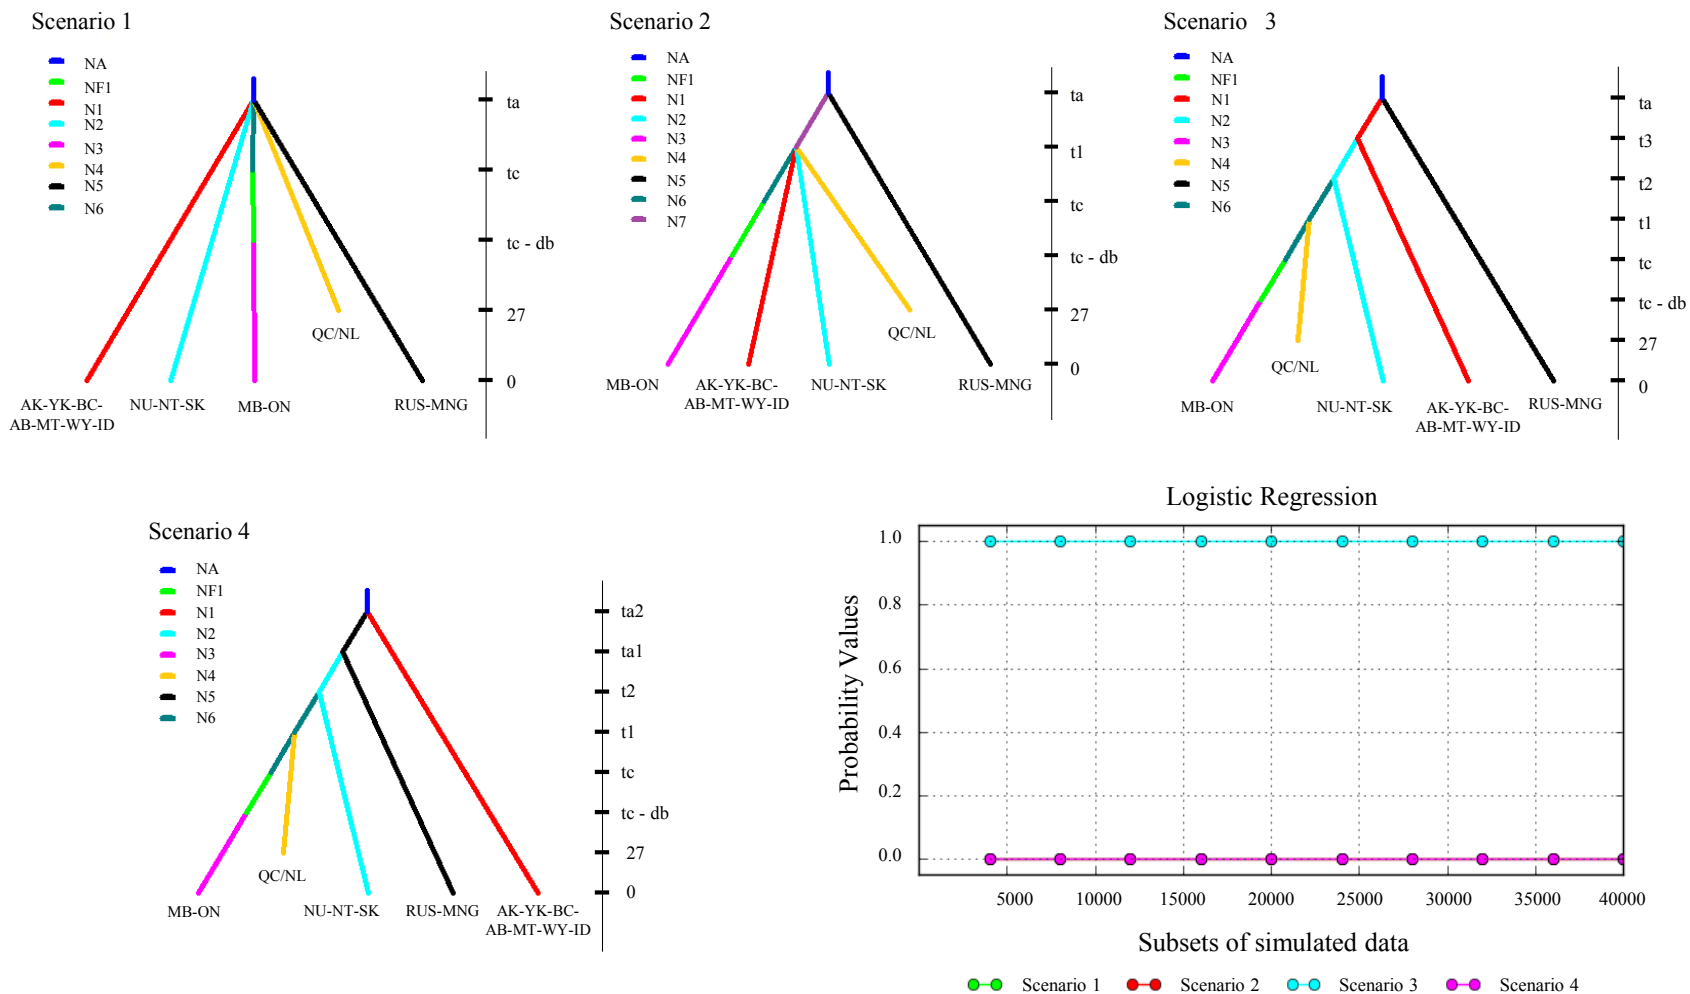 Scenario 1
NA
NF1
N1
N2
N3
N4
N5
N6
ta
tc
tc - db
27
0
QC/NL
AK-YK-BC-
AB-MT-WY-ID
NU-NT-SK
MB-ON
RUS-MNG
Scenario 2
NA
NF1
N1
N2
N3
N4
N5
N6
N7
ta
t1
tc
tc - db
27
0
QC/NL
MB-ON
AK-YK-BC-
AB-MT-WY-ID
NU-NT-SK
RUS-MNG
Scenario 3
NA
NF1
N1
N2
N3
N4
N5
N6
ta
t3
t2
t1
tc
tc - db
27
0
QC/NL
MB-ON
NU-NT-SK
AK-YK-BC-
AB-MT-WY-ID
RUS-MNG
Scenario 4
NA
NF1
N1
N2
N3
N4
N5
N6
ta2
ta1
t2
t1
tc
tc - db
27
0
QC/NL
MB-ON
NU-NT-SK
RUS-MNG
AK-YK-BC-
AB-MT-WY-ID
Logistic Regression
Probability Values
1.0
0.8
0.6
0.4
0.2
0.0
5000 10000 15000 20000 25000 30000 35000 40000
Subsets of simulated data
Scenario 1 Scenario 2 Scenario 3 Scenario 4